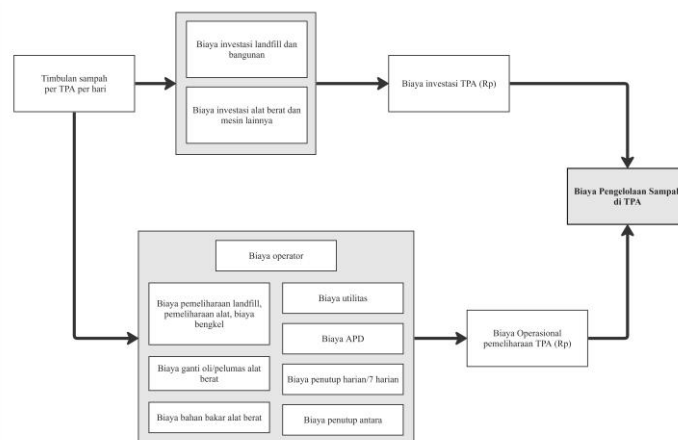 Timbulan sampah
per TPA per hari
Biaya investasi landfill dan
bangunan
Biaya investasi alat berat dan
mesin lainnya
Biaya investasi TPA (Rp)
Biaya Pengelolaan Sampah
di TPA
Biaya operator
Biaya pemeliharaan landfill,
pemeliharaan alat, biaya
bengkel
Biaya ganti oli/pelumas alat
berat
Biaya bahan bakar alat berat
Biaya utilitas
Biaya APD
Biaya penutup harian/7 harian
Biaya penutup antara
Biaya Operasional
pemeliharaan TPA (Rp)